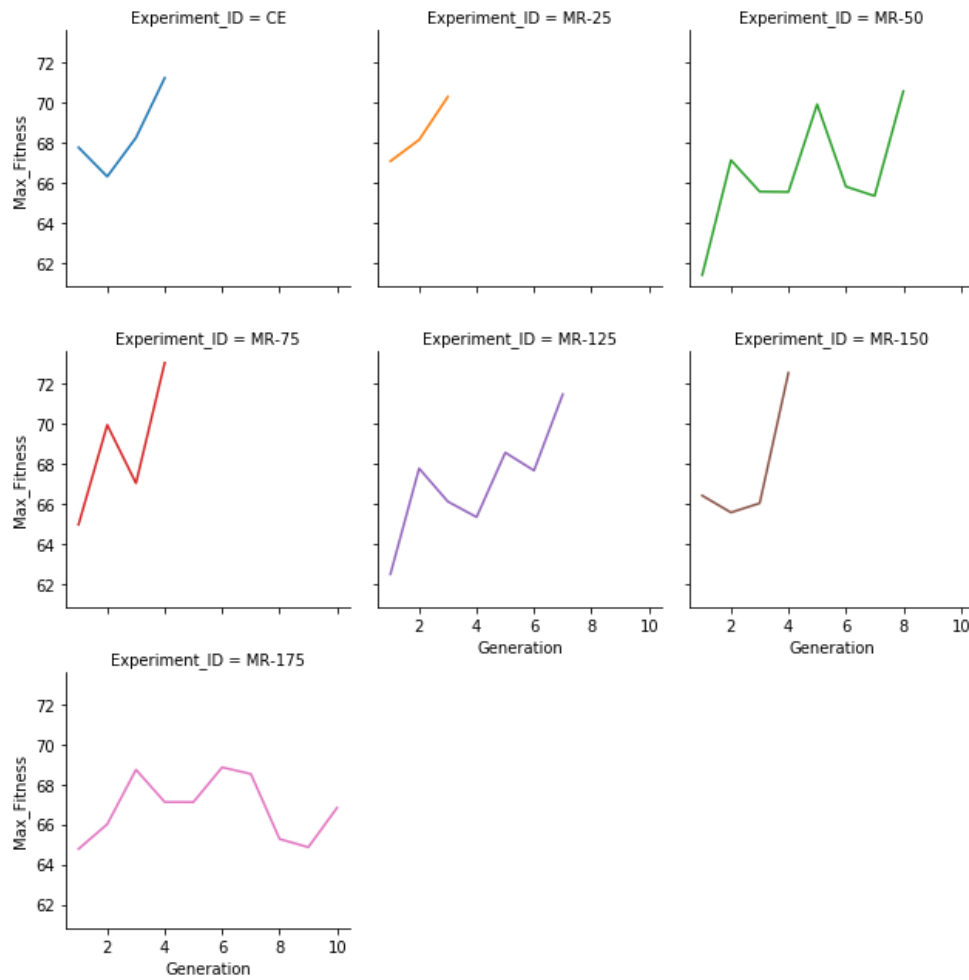 Experiment_ID = CE
Experiment_ID = MR-25
Experiment_ID = MR-50
72
70
68
66
64
62
Max_Fitness
Experiment_ID = MR-75
Experiment_ID = MR-125
Experiment_ID = MR-150
72
70
68
66
64
62
Max_Fitness
2 4 6 8 10
Generation
2 4 6 8 10
Generation
Experiment_ID = MR-175
72
70
68
66
64
62
Max_Fitness
2 4 6 8 10
Generation